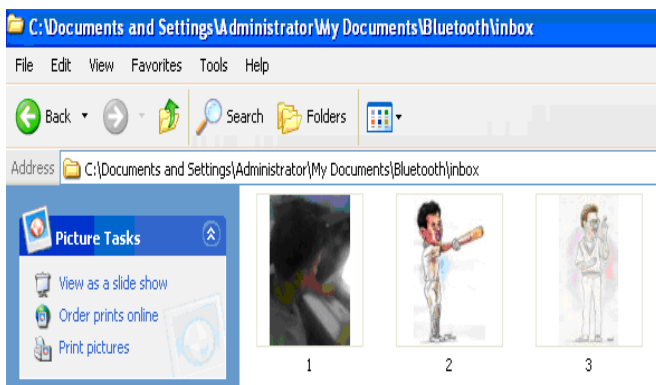 C:\Documents and Settings\Administrator\My Documents\Bluetooth\inbox
File Edit View Favorites Tools Help
Back Search Folders
Address C:\Documents and Settings\Administrator\My Documents\Bluetooth\inbox
Picture Tasks
View as a slide show
Order prints online
Print pictures
1 2 3